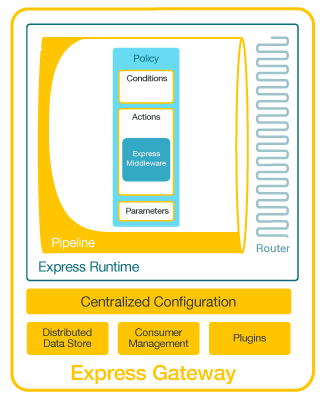 Policy
Conditions
Actions
Express
Middleware
Parameters
Pipeline
Router
Express Runtime
Centralized Configuration
Distributed
Data Store
Consumer
Management
Plugins
Express Gateway